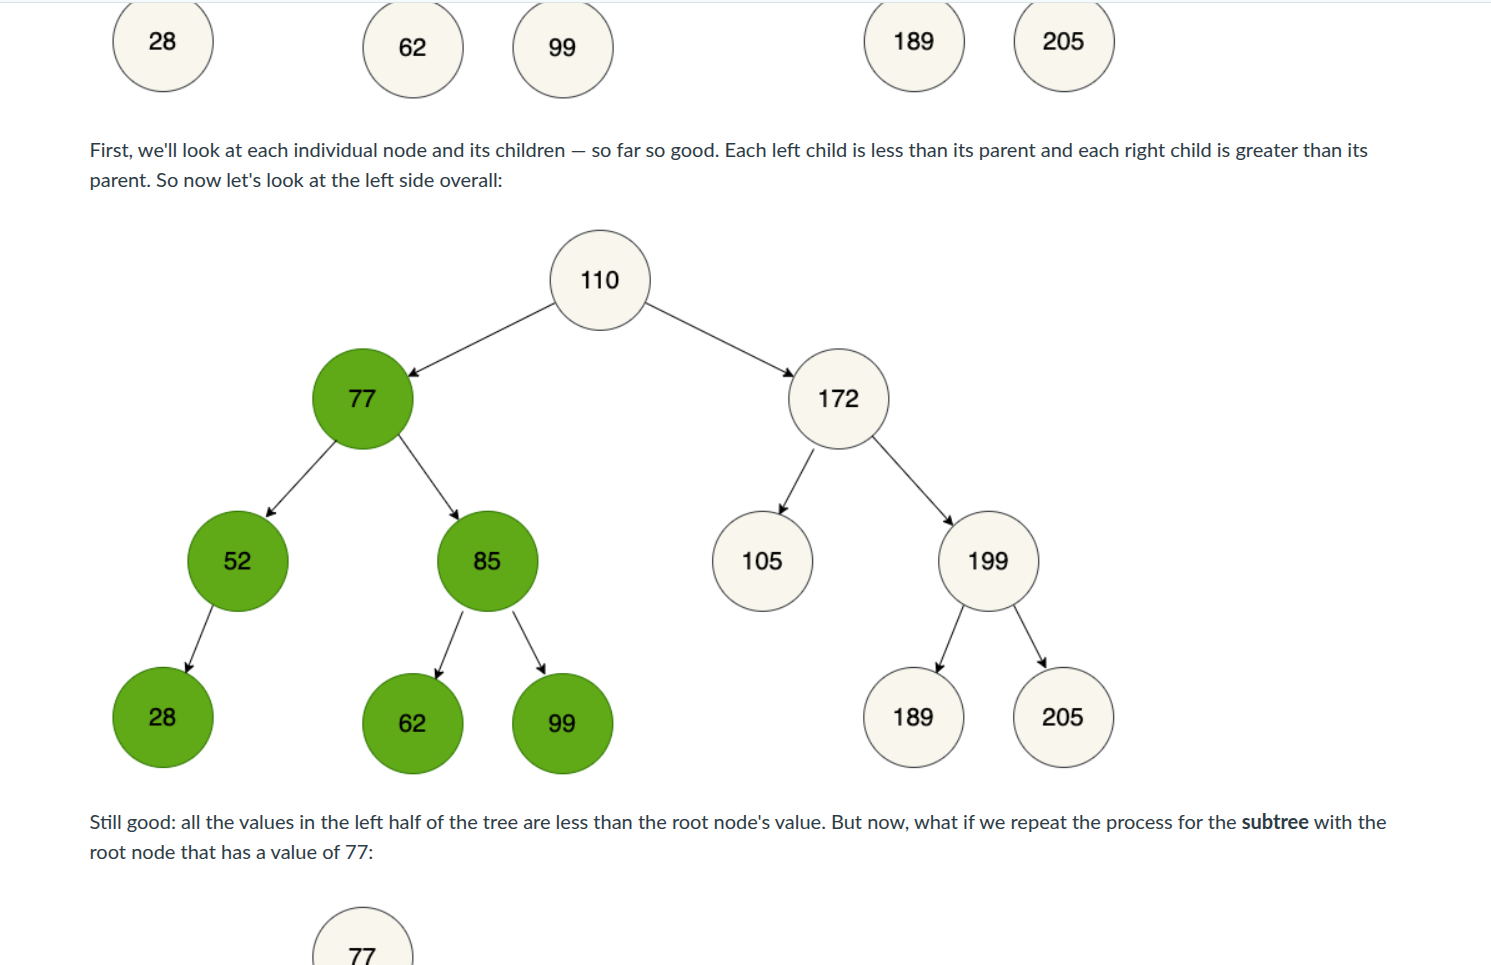 28 62 99 189 205
First, we'll look at each individual node and its children — so far so good. Each left child is less than its parent and each right child is greater than its
parent. So now let's look at the left side overall:
110
77 172
52 85 105 199
28 62 99 189 205
Still good: all the values in the left half of the tree are less than the root node's value. But now, what if we repeat the process for the subtree with the
root node that has a value of 77:
77